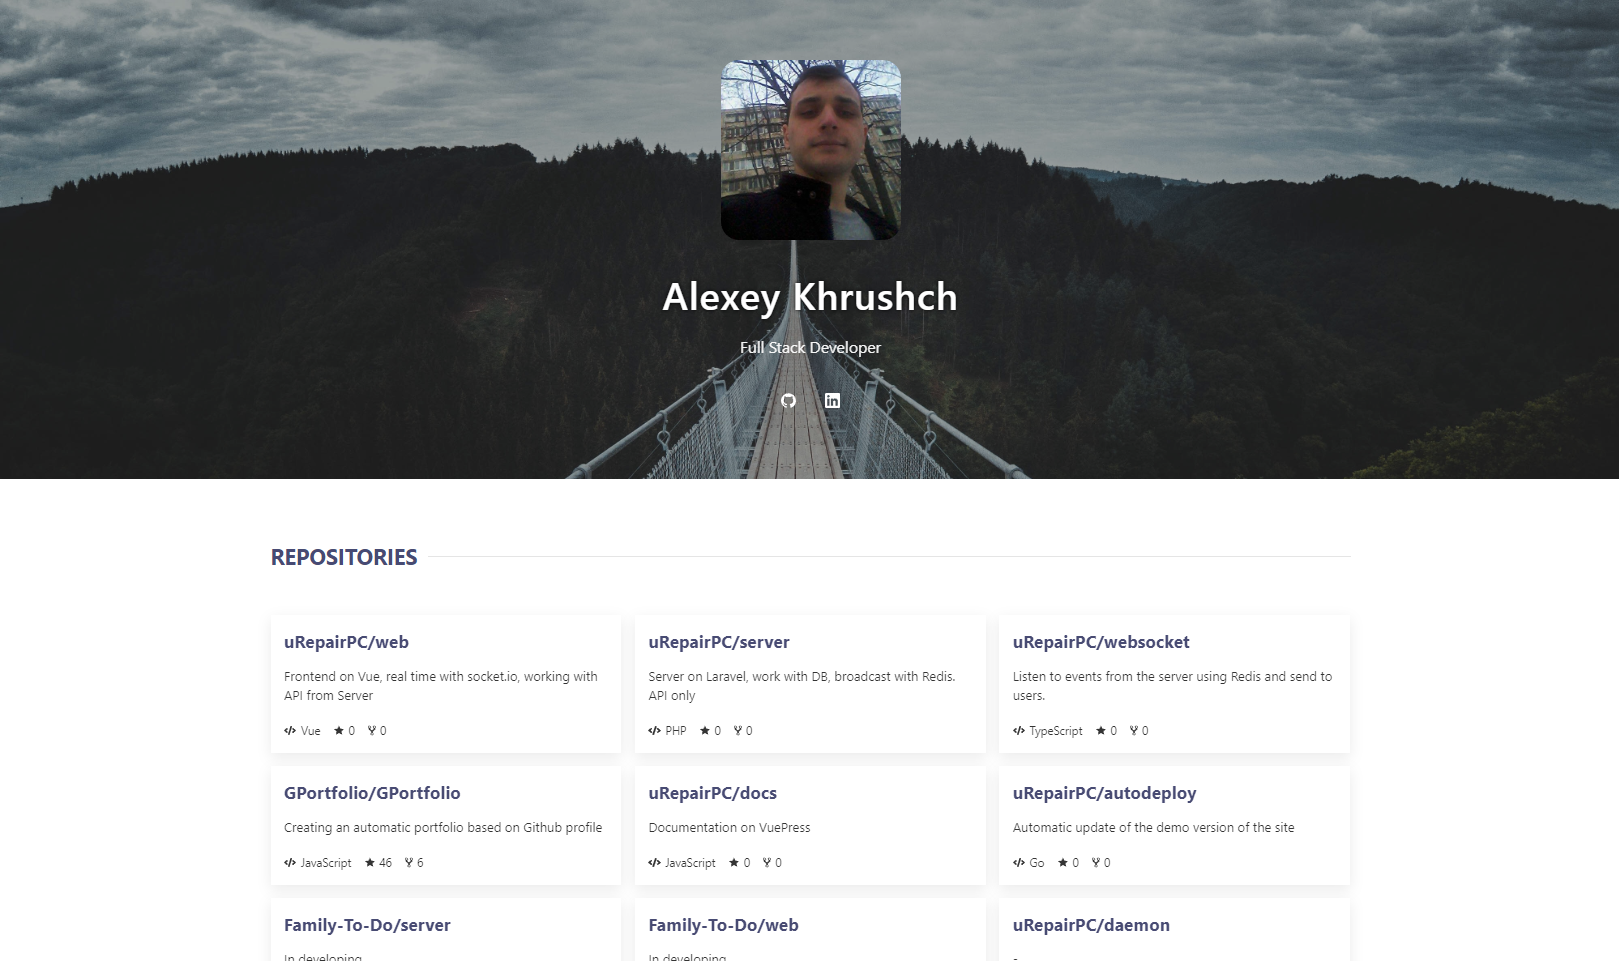 Alexey Khrushch
Full Stack Developer
REPOSITORIES
uRepairPC/web
Frontend on Vue, real time with socket.io, working with
API from Server
Vue 0 0
uRepairPC/server
Server on Laravel, work with DB, broadcast with Redis.
API only
PHP 0 0
uRepairPC/websocket
Listen to events from the server using Redis and send to
users.
TypeScript 0 0
GPortfolio/GPortfolio
Creating an automatic portfolio based on Github profile
JavaScript 46 6
uRepairPC/docs
Documentation on VuePress
JavaScript 0 0
uRepairPC/autodeploy
Automatic update of the demo version of the site
Go 0 0
Family-To-Do/server
In developing
Family-To-Do/web
In developing
uRepairPC/daemon
-